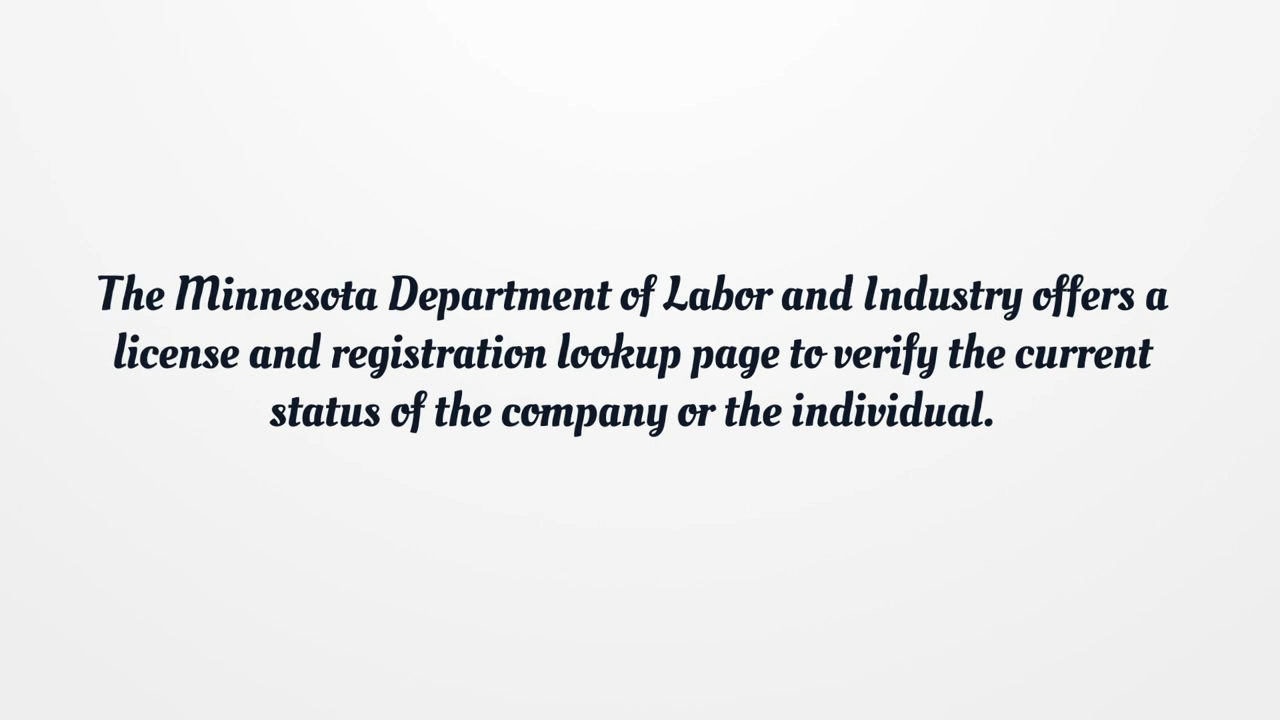 The Minnesota Department of Labor and Industry offers a
license and registration lookup page to verify the current
status of the company or the individual.